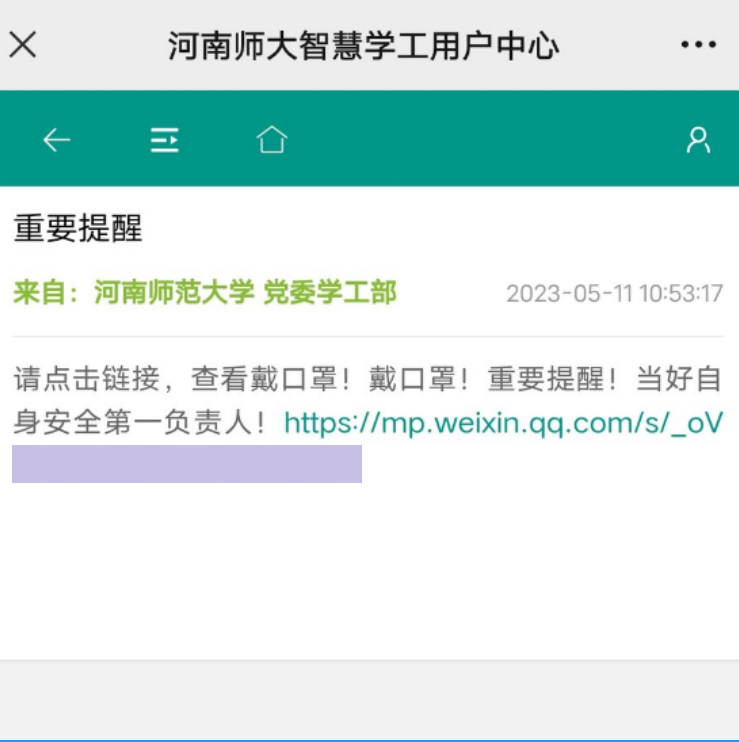 河南师大智慧学工用户中心
重要提醒
来自：河南师范大学 党委学工部
2023-05-11 10:53:17
请点击链接，查看戴口罩！戴口罩！重要提醒！当好自
身安全第一负责人！https://mp.weixin.qq.com/s/_oV